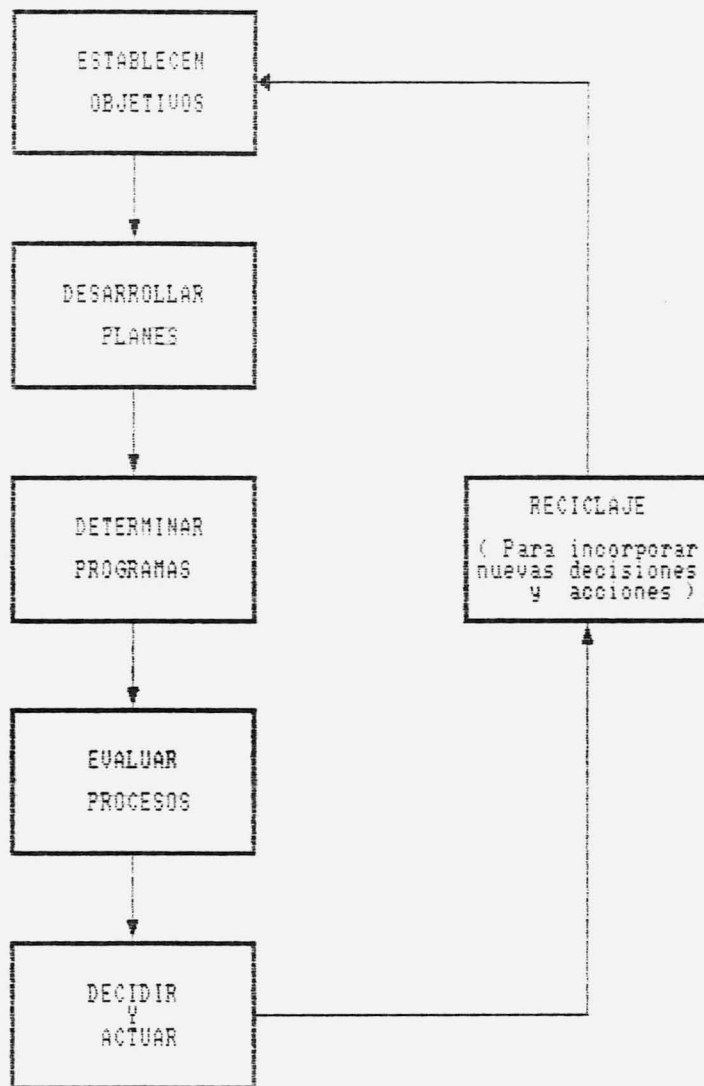 ESTABLECEN
OBJETIVOS
DESARROLLAR
PLANES
DETERMINAR
PROGRAMAS
RECICLAJE
( Para incorporar
nuevas decisiones
y acciones )
EVALUAR
PROCESOS
DECIDIR
Y
ACTUAR